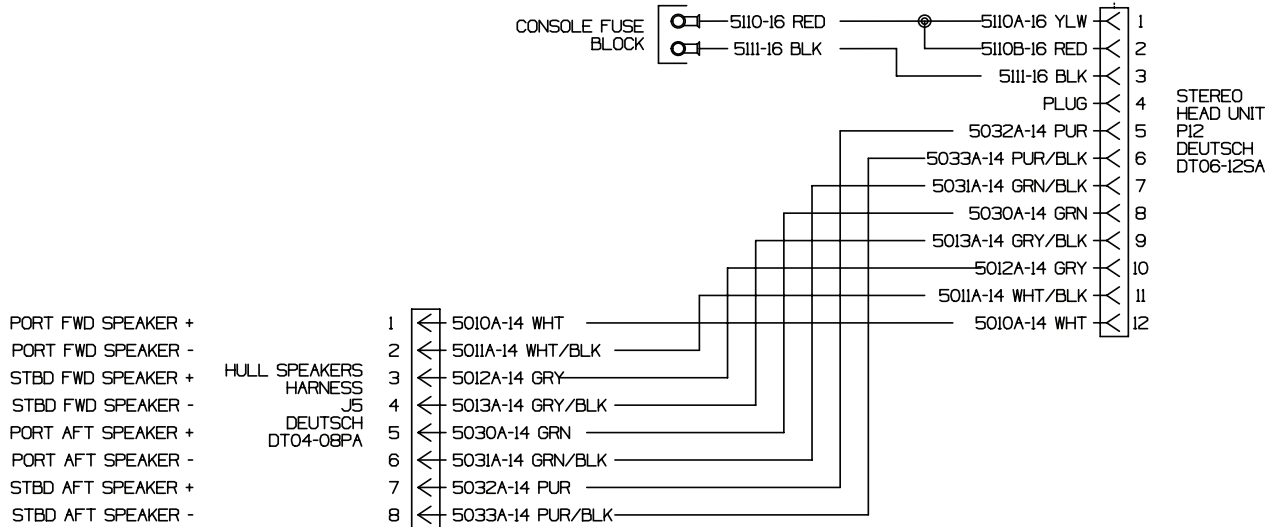 CONSOLE FUSE
BLOCK
5110-16 RED
5110A-16 YLW
1
5111-16 BLK
5110B-16 RED
2
5111-16 BLK
3
PLUG
4
5032A-14 PUR
5
5033A-14 PUR/BLK
6
5031A-14 GRN/BLK
7
5030A-14 GRN
8
5013A-14 GRY/BLK
9
5012A-14 GRY
10
5011A-14 WHT/BLK
11
5010A-14 WHT
12
STEREO
HEAD UNIT
P12
DEUTSCH
DT06-12SA
PORT FWD SPEAKER +
PORT FWD SPEAKER -
STBD FWD SPEAKER +
STBD FWD SPEAKER -
PORT AFT SPEAKER +
PORT AFT SPEAKER -
STBD AFT SPEAKER +
STBD AFT SPEAKER -
HULL SPEAKERS
HARNESS
J5
DEUTSCH
DT04-08PA
1 5010A-14 WHT
2 5011A-14 WHT/BLK
3 5012A-14 GRY
4 5013A-14 GRY/BLK
5 5030A-14 GRN
6 5031A-14 GRN/BLK
7 5032A-14 PUR
8 5033A-14 PUR/BLK